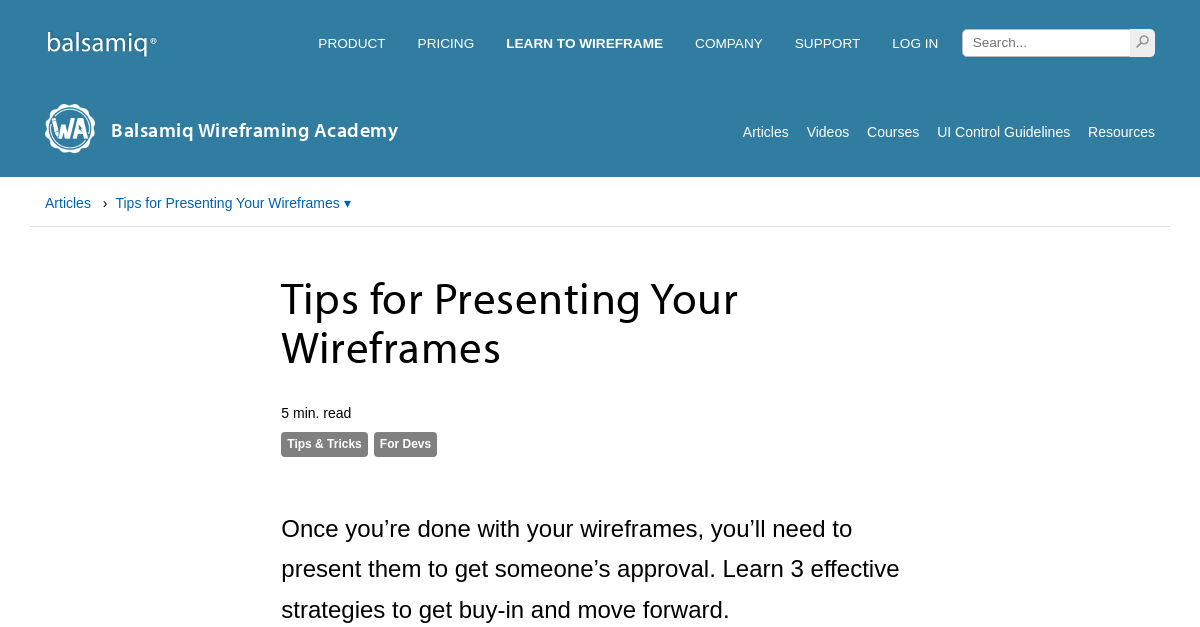 balsamiq®
PRODUCT PRICING LEARN TO WIREFRAME COMPANY SUPPORT LOG IN Search...
WA Balsamiq Wireframing Academy
Articles Videos Courses UI Control Guidelines Resources
Articles › Tips for Presenting Your Wireframes ▾
Tips for Presenting Your
Wireframes
5 min. read
Tips & Tricks For Devs
Once you’re done with your wireframes, you’ll need to
present them to get someone’s approval. Learn 3 effective
strategies to get buy-in and move forward.